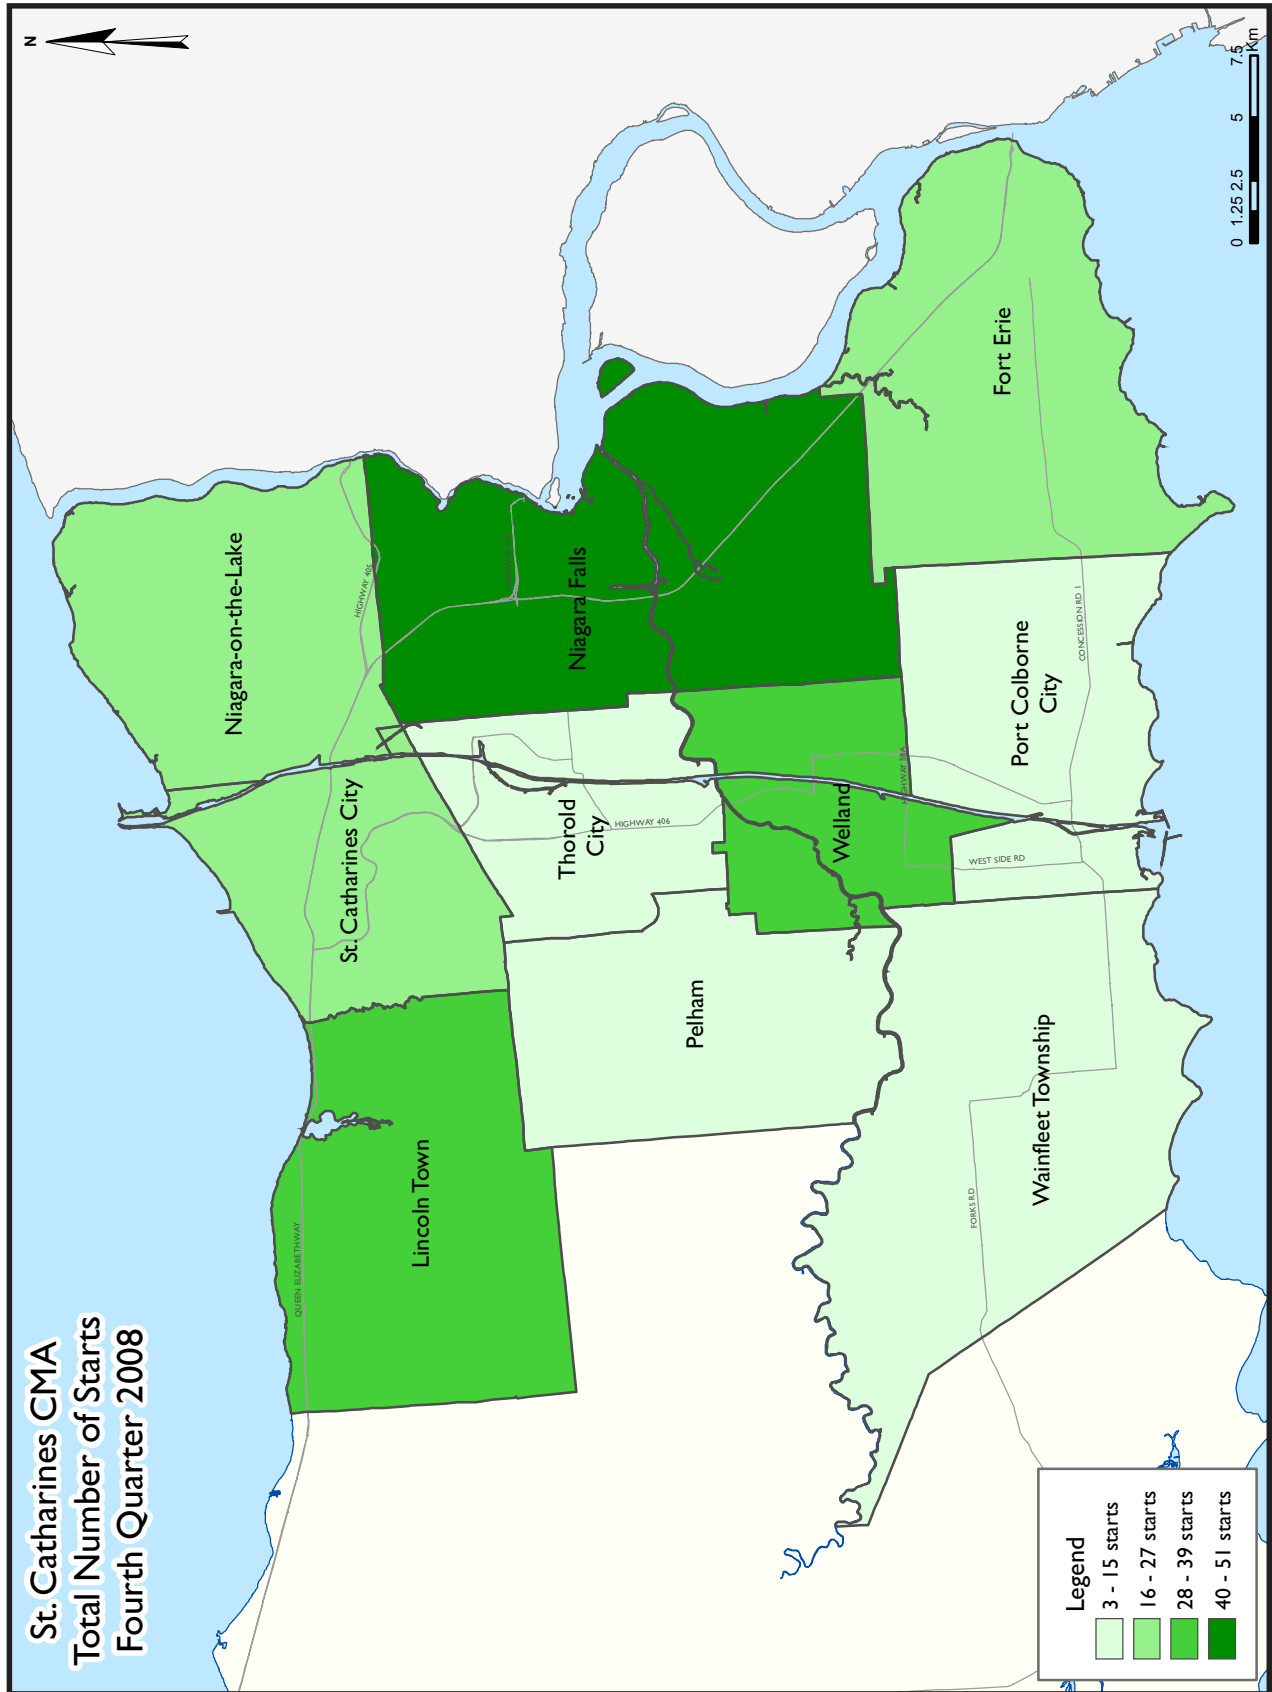 St. Catharines CMA
Total Number of Starts
Fourth Quarter 2008
N
Niagara-on-the-Lake
HIGHWAY 405
St. Catharines City
Niagara Falls
Lincoln Town
QUEEN ELIZABETHWAY
Thorold
City
HIGHWAY 406
Pelham
Welland
HIGHWAY 58A
Fort Erie
Port Colborne
City
CONCESSION RD 1
WEST SIDE RD
Wainfleet Township
FORKS RD
Legend
3 - 15 starts
16 - 27 starts
28 - 39 starts
40 - 51 starts
0 1.25 2.5 5 7.5
Km